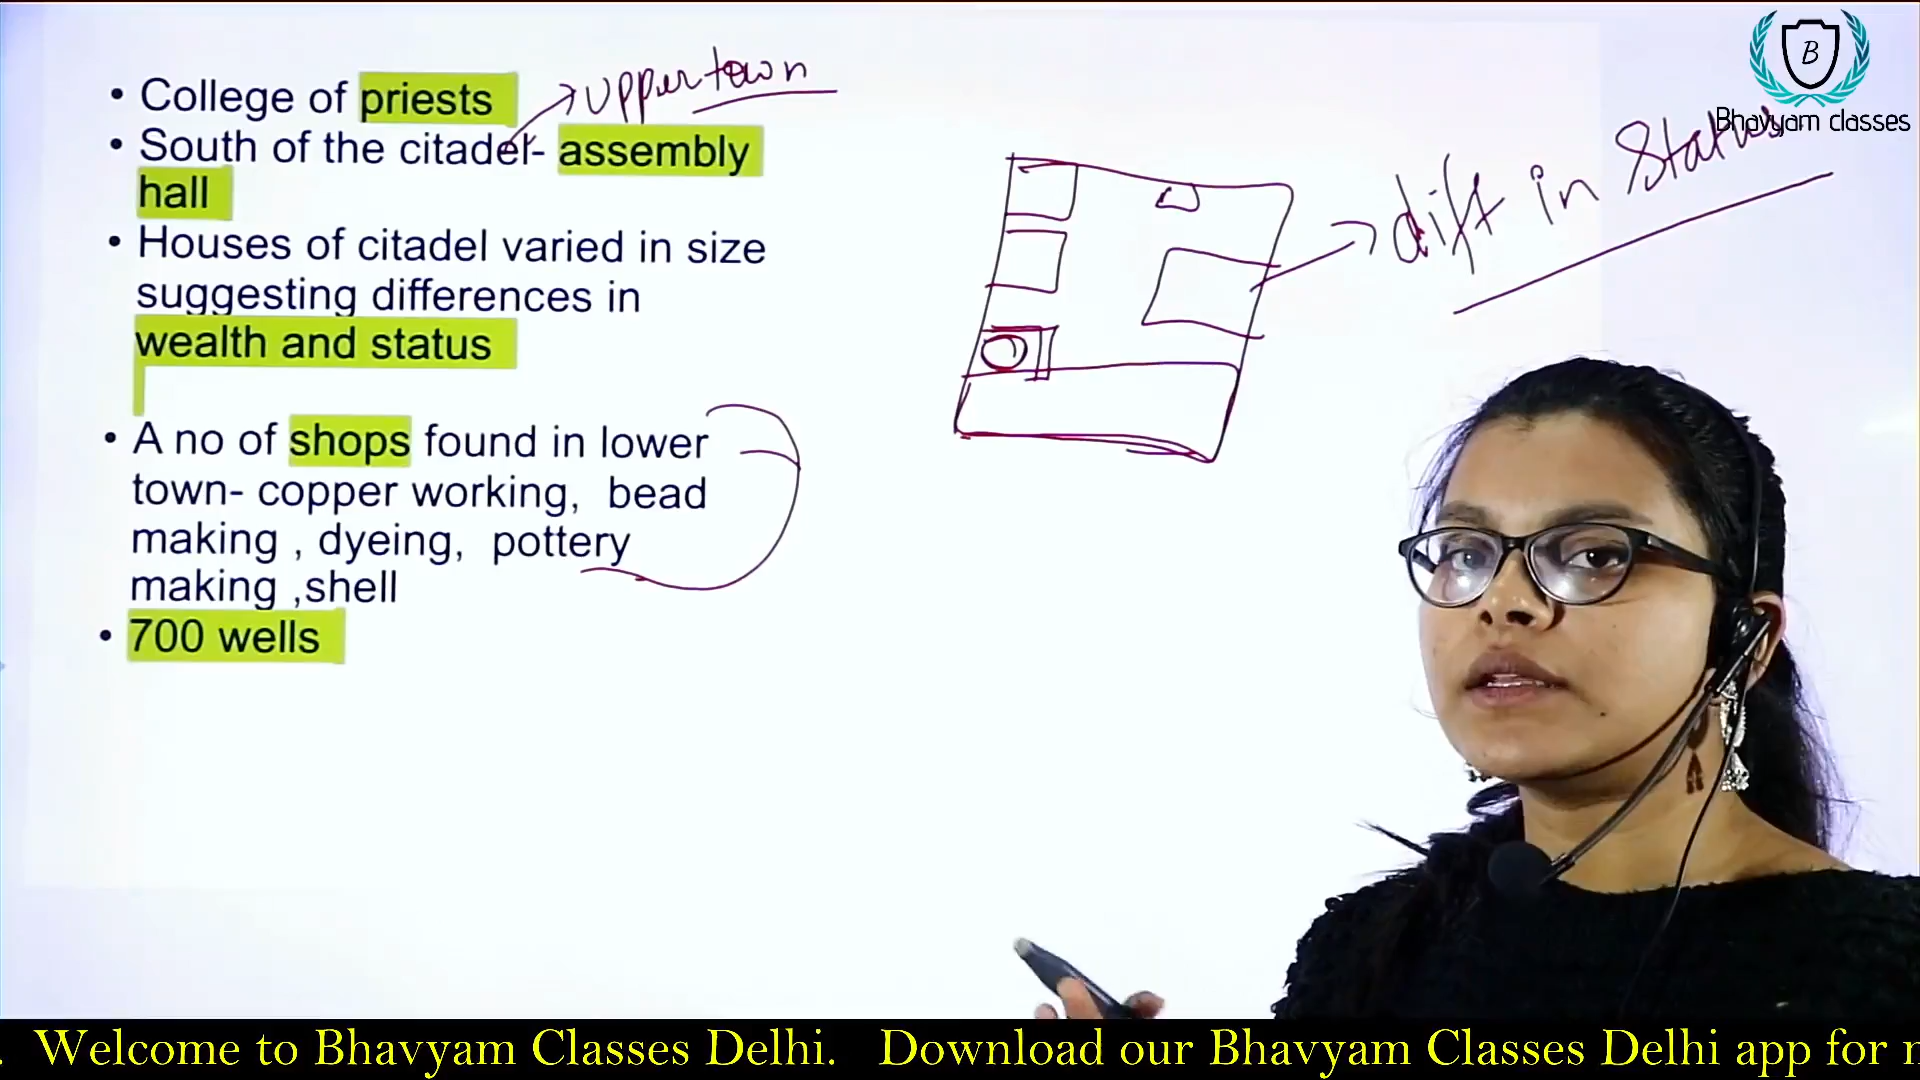 • College of priests
uppertown
• South of the citadel- assembly
hall
• Houses of citadel varied in size
suggesting differences in
wealth and status
• A no of shops found in lower
town- copper working, bead
making , dyeing, pottery
making ,shell
• 700 wells
diff in Status
B
Bhavyam classes
. Welcome to Bhavyam Classes Delhi. Download our Bhavyam Classes Delhi app for